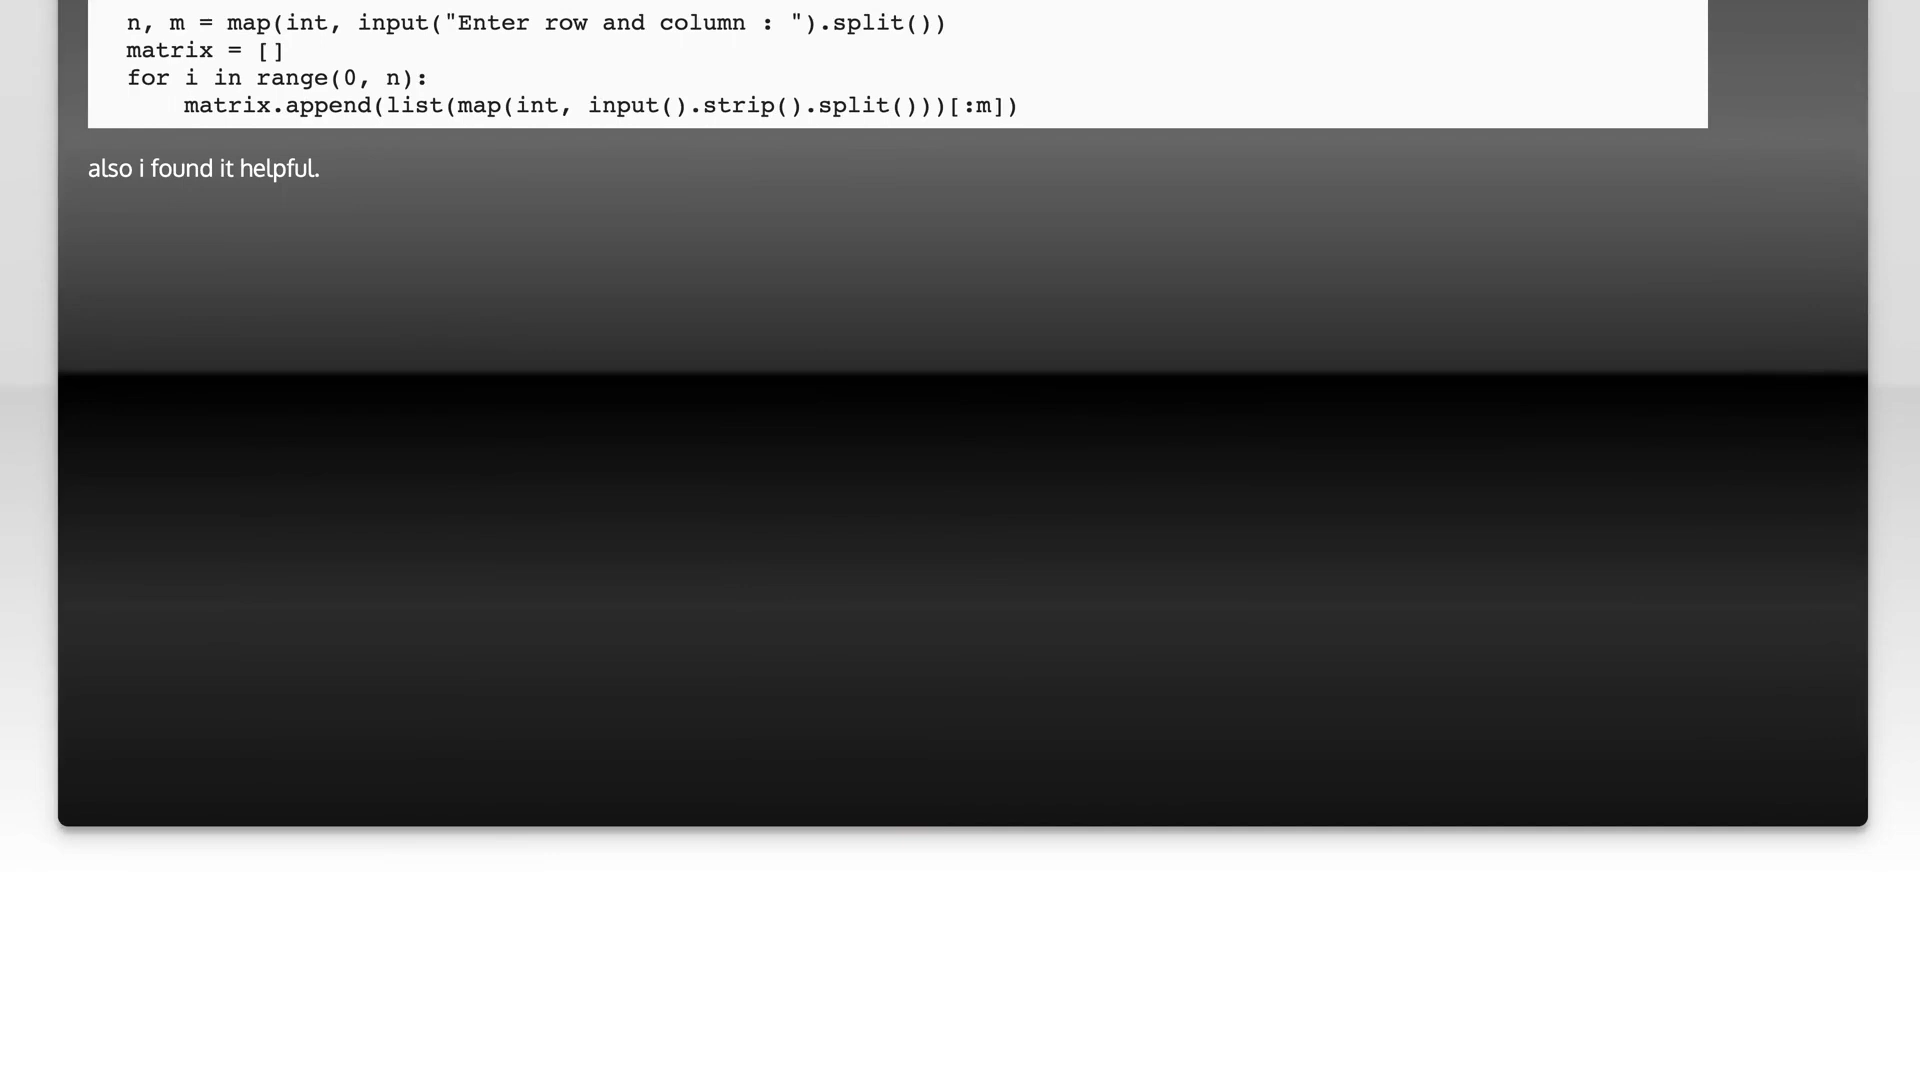 n, m = map(int, input("Enter row and column : ").split())
matrix = []
for i in range(0, n):
    matrix.append(list(map(int, input().strip().split()))[:m])
also i found it helpful.